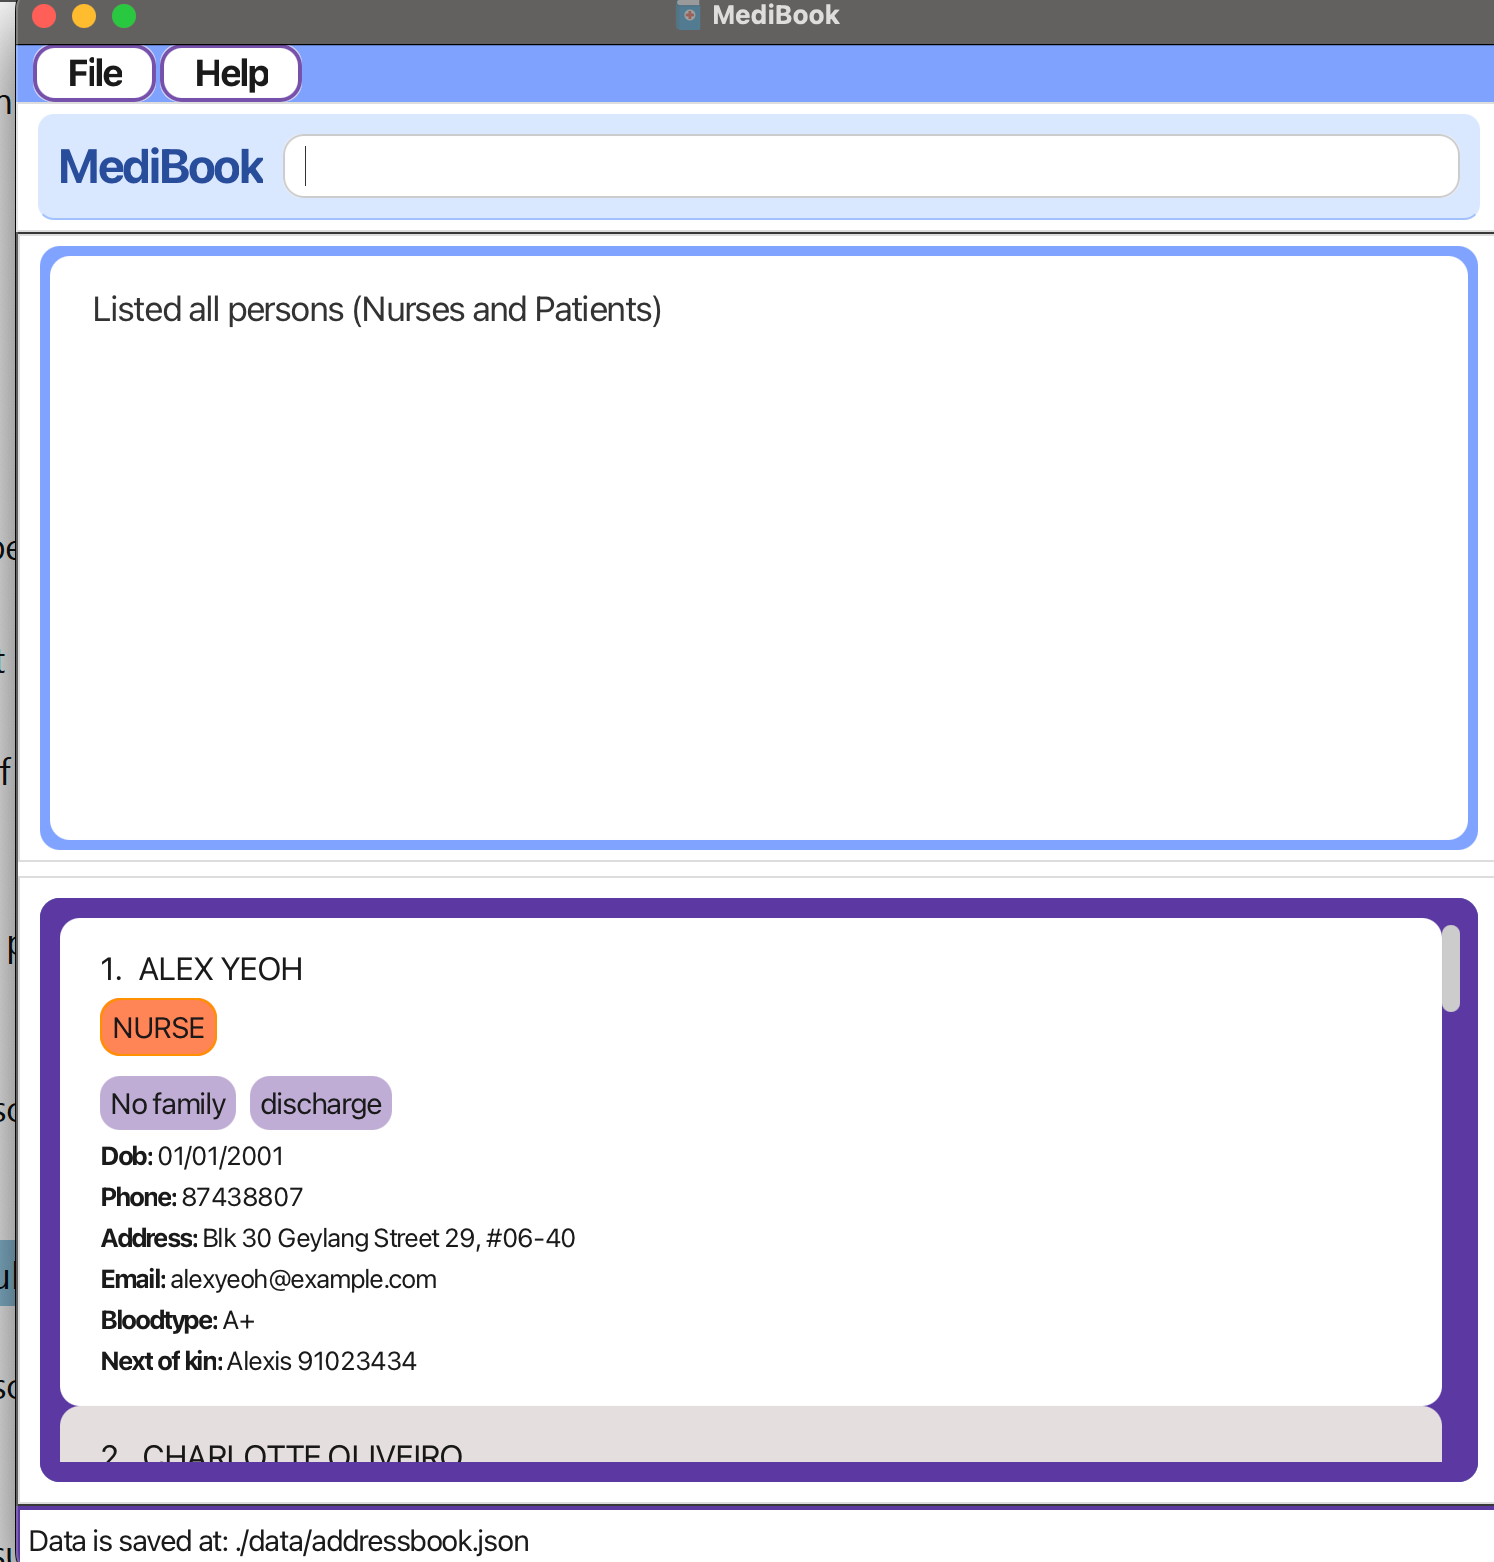 MediBook
File Help
MediBook
Listed all persons (Nurses and Patients)
1. ALEX YEOH
NURSE
No family discharge
Dob: 01/01/2001
Phone: 87438807
Address: Blk 30 Geylang Street 29, #06-40
Email: alexyeoh@example.com
Bloodtype: A+
Next of kin: Alexis 91023434
2. CHARLOTTE OLIVEIRO
Data is saved at: ./data/addressbook.json